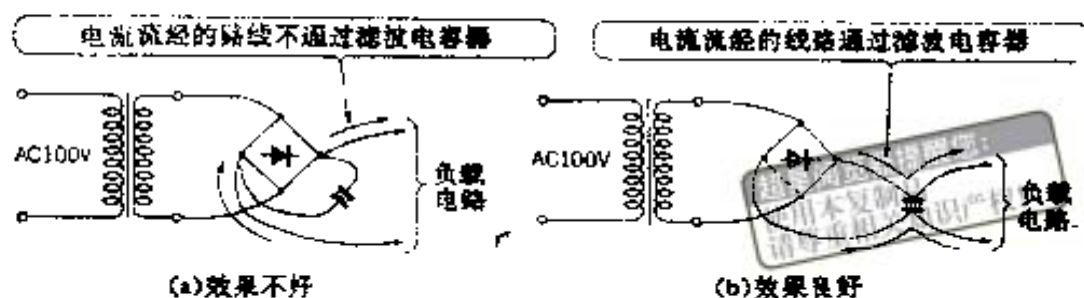 电流流经的路线不通过滤波电容器
电流流经的线路通过滤波电容器
AC100V
负载
电路
AC100V
负载
电路
(a)效果不好
(b)效果良好